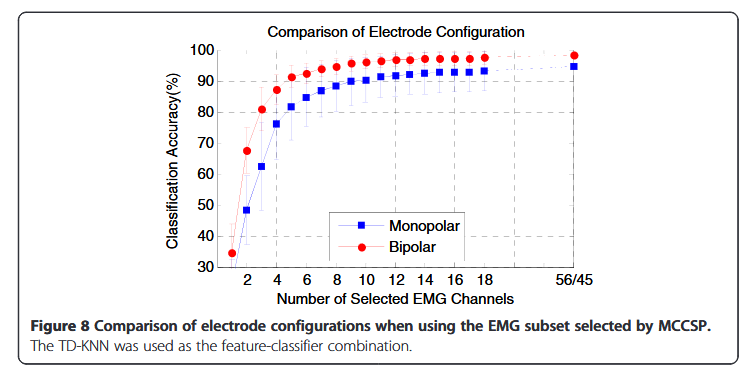 Comparison of Electrode Configuration
100
90
80
70
60
50
40
30
Classification Accuracy(%)
Monopolar
Bipolar
2 4 6 8 10 12 14 16 18 56/45
Number of Selected EMG Channels
Figure 8 Comparison of electrode configurations when using the EMG subset selected by MCCSP.
The TD-KNN was used as the feature-classifier combination.